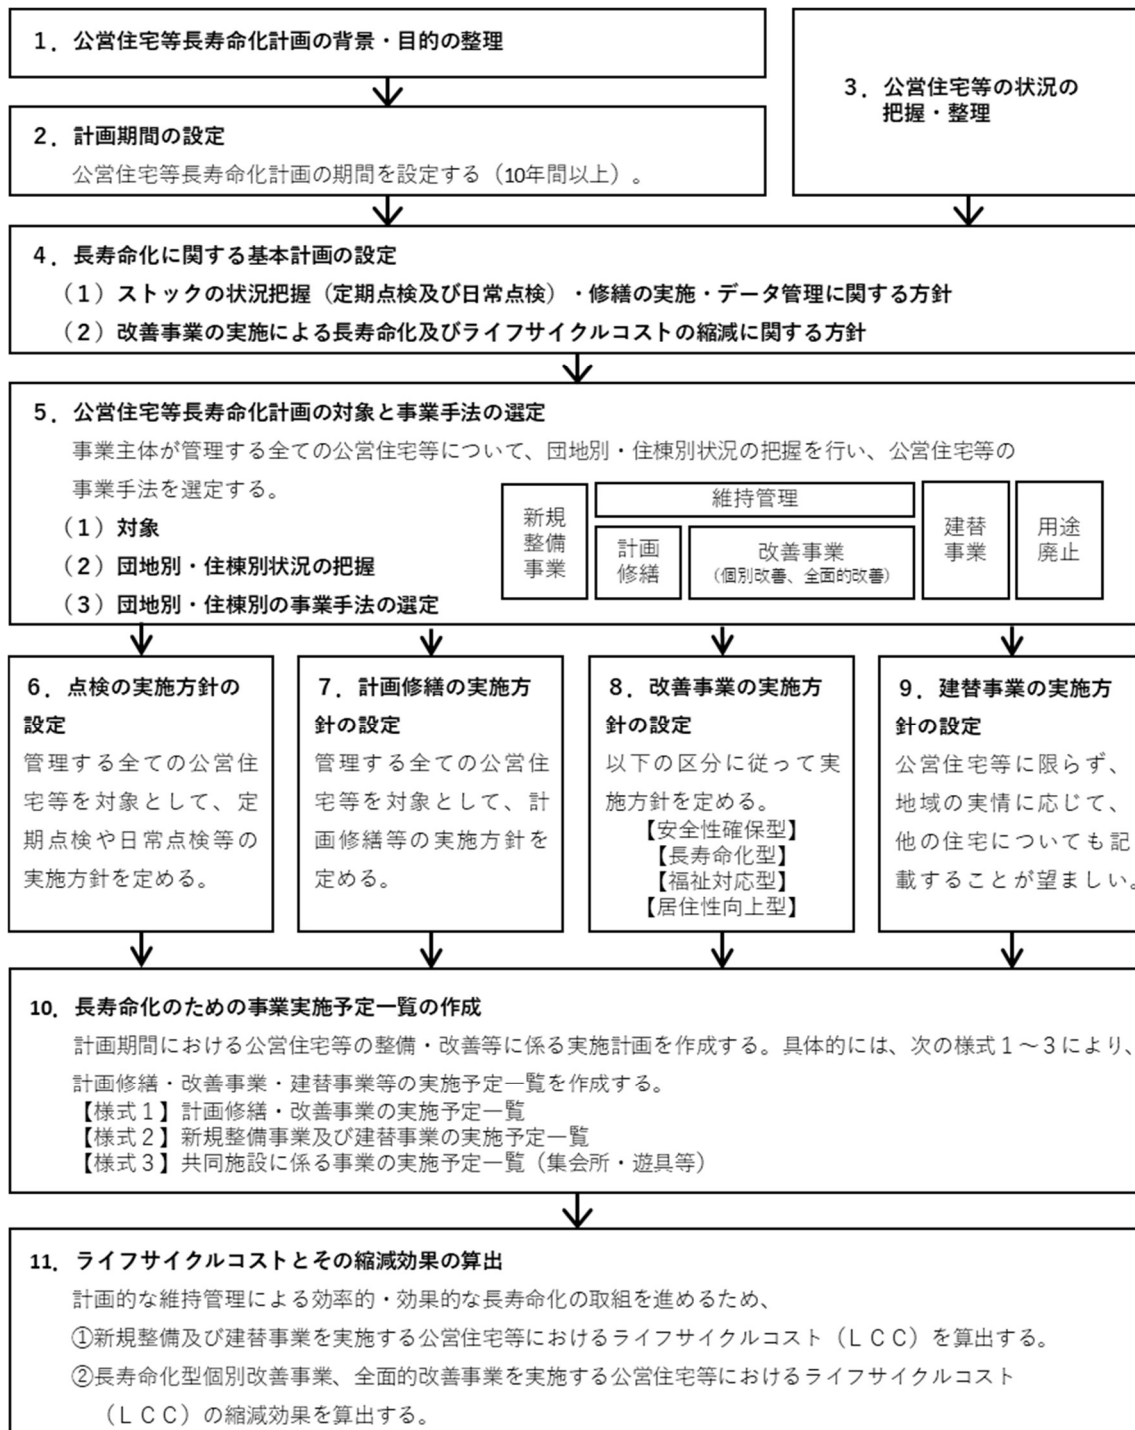 1．公営住宅等長寿命化計画の背景・目的の整理
2．計画期間の設定
公営住宅等長寿命化計画の期間を設定する（10年間以上）。
3．公営住宅等の状況の
把握・整理
4．長寿命化に関する基本計画の設定
（1）ストックの状況把握（定期点検及び日常点検）・修繕の実施・データ管理に関する方針
（2）改善事業の実施による長寿命化及びライフサイクルコストの縮減に関する方針
5．公営住宅等長寿命化計画の対象と事業手法の選定
事業主体が管理する全ての公営住宅等について、団地別・住棟別状況の把握を行い、公営住宅等の
事業手法を選定する。
（1）対象
（2）団地別・住棟別状況の把握
（3）団地別・住棟別の事業手法の選定
新規
整備
事業
維持管理
計画
修繕
改善事業
（個別改善、全面的改善）
建替
事業
用途
廃止
6．点検の実施方針の
設定
管理する全ての公営住
宅等を対象として、定
期点検や日常点検等の
実施方針を定める。
7．計画修繕の実施方
針の設定
管理する全ての公営住
宅等を対象として、計
画修繕等の実施方針を
定める。
8．改善事業の実施方
針の設定
以下の区分に従って実
施方針を定める。
【安全性確保型】
【長寿命化型】
【福祉対応型】
【居住性向上型】
9．建替事業の実施方
針の設定
公営住宅等に限らず、
地域の実情に応じて、
他の住宅についても記
載することが望ましい。
10．長寿命化のための事業実施予定一覧の作成
計画期間における公営住宅等の整備・改善等に係る実施計画を作成する。具体的には、次の様式１～３により、
計画修繕・改善事業・建替事業等の実施予定一覧を作成する。
【様式１】計画修繕・改善事業の実施予定一覧
【様式２】新規整備事業及び建替事業の実施予定一覧
【様式３】共同施設に係る事業の実施予定一覧（集会所・遊具等）
11．ライフサイクルコストとその縮減効果の算出
計画的な維持管理による効率的・効果的な長寿命化の取組を進めるため、
①新規整備及び建替事業を実施する公営住宅等におけるライフサイクルコスト（ＬＣＣ）を算出する。
②長寿命化型個別改善事業、全面的改善事業を実施する公営住宅等におけるライフサイクルコスト
（ＬＣＣ）の縮減効果を算出する。